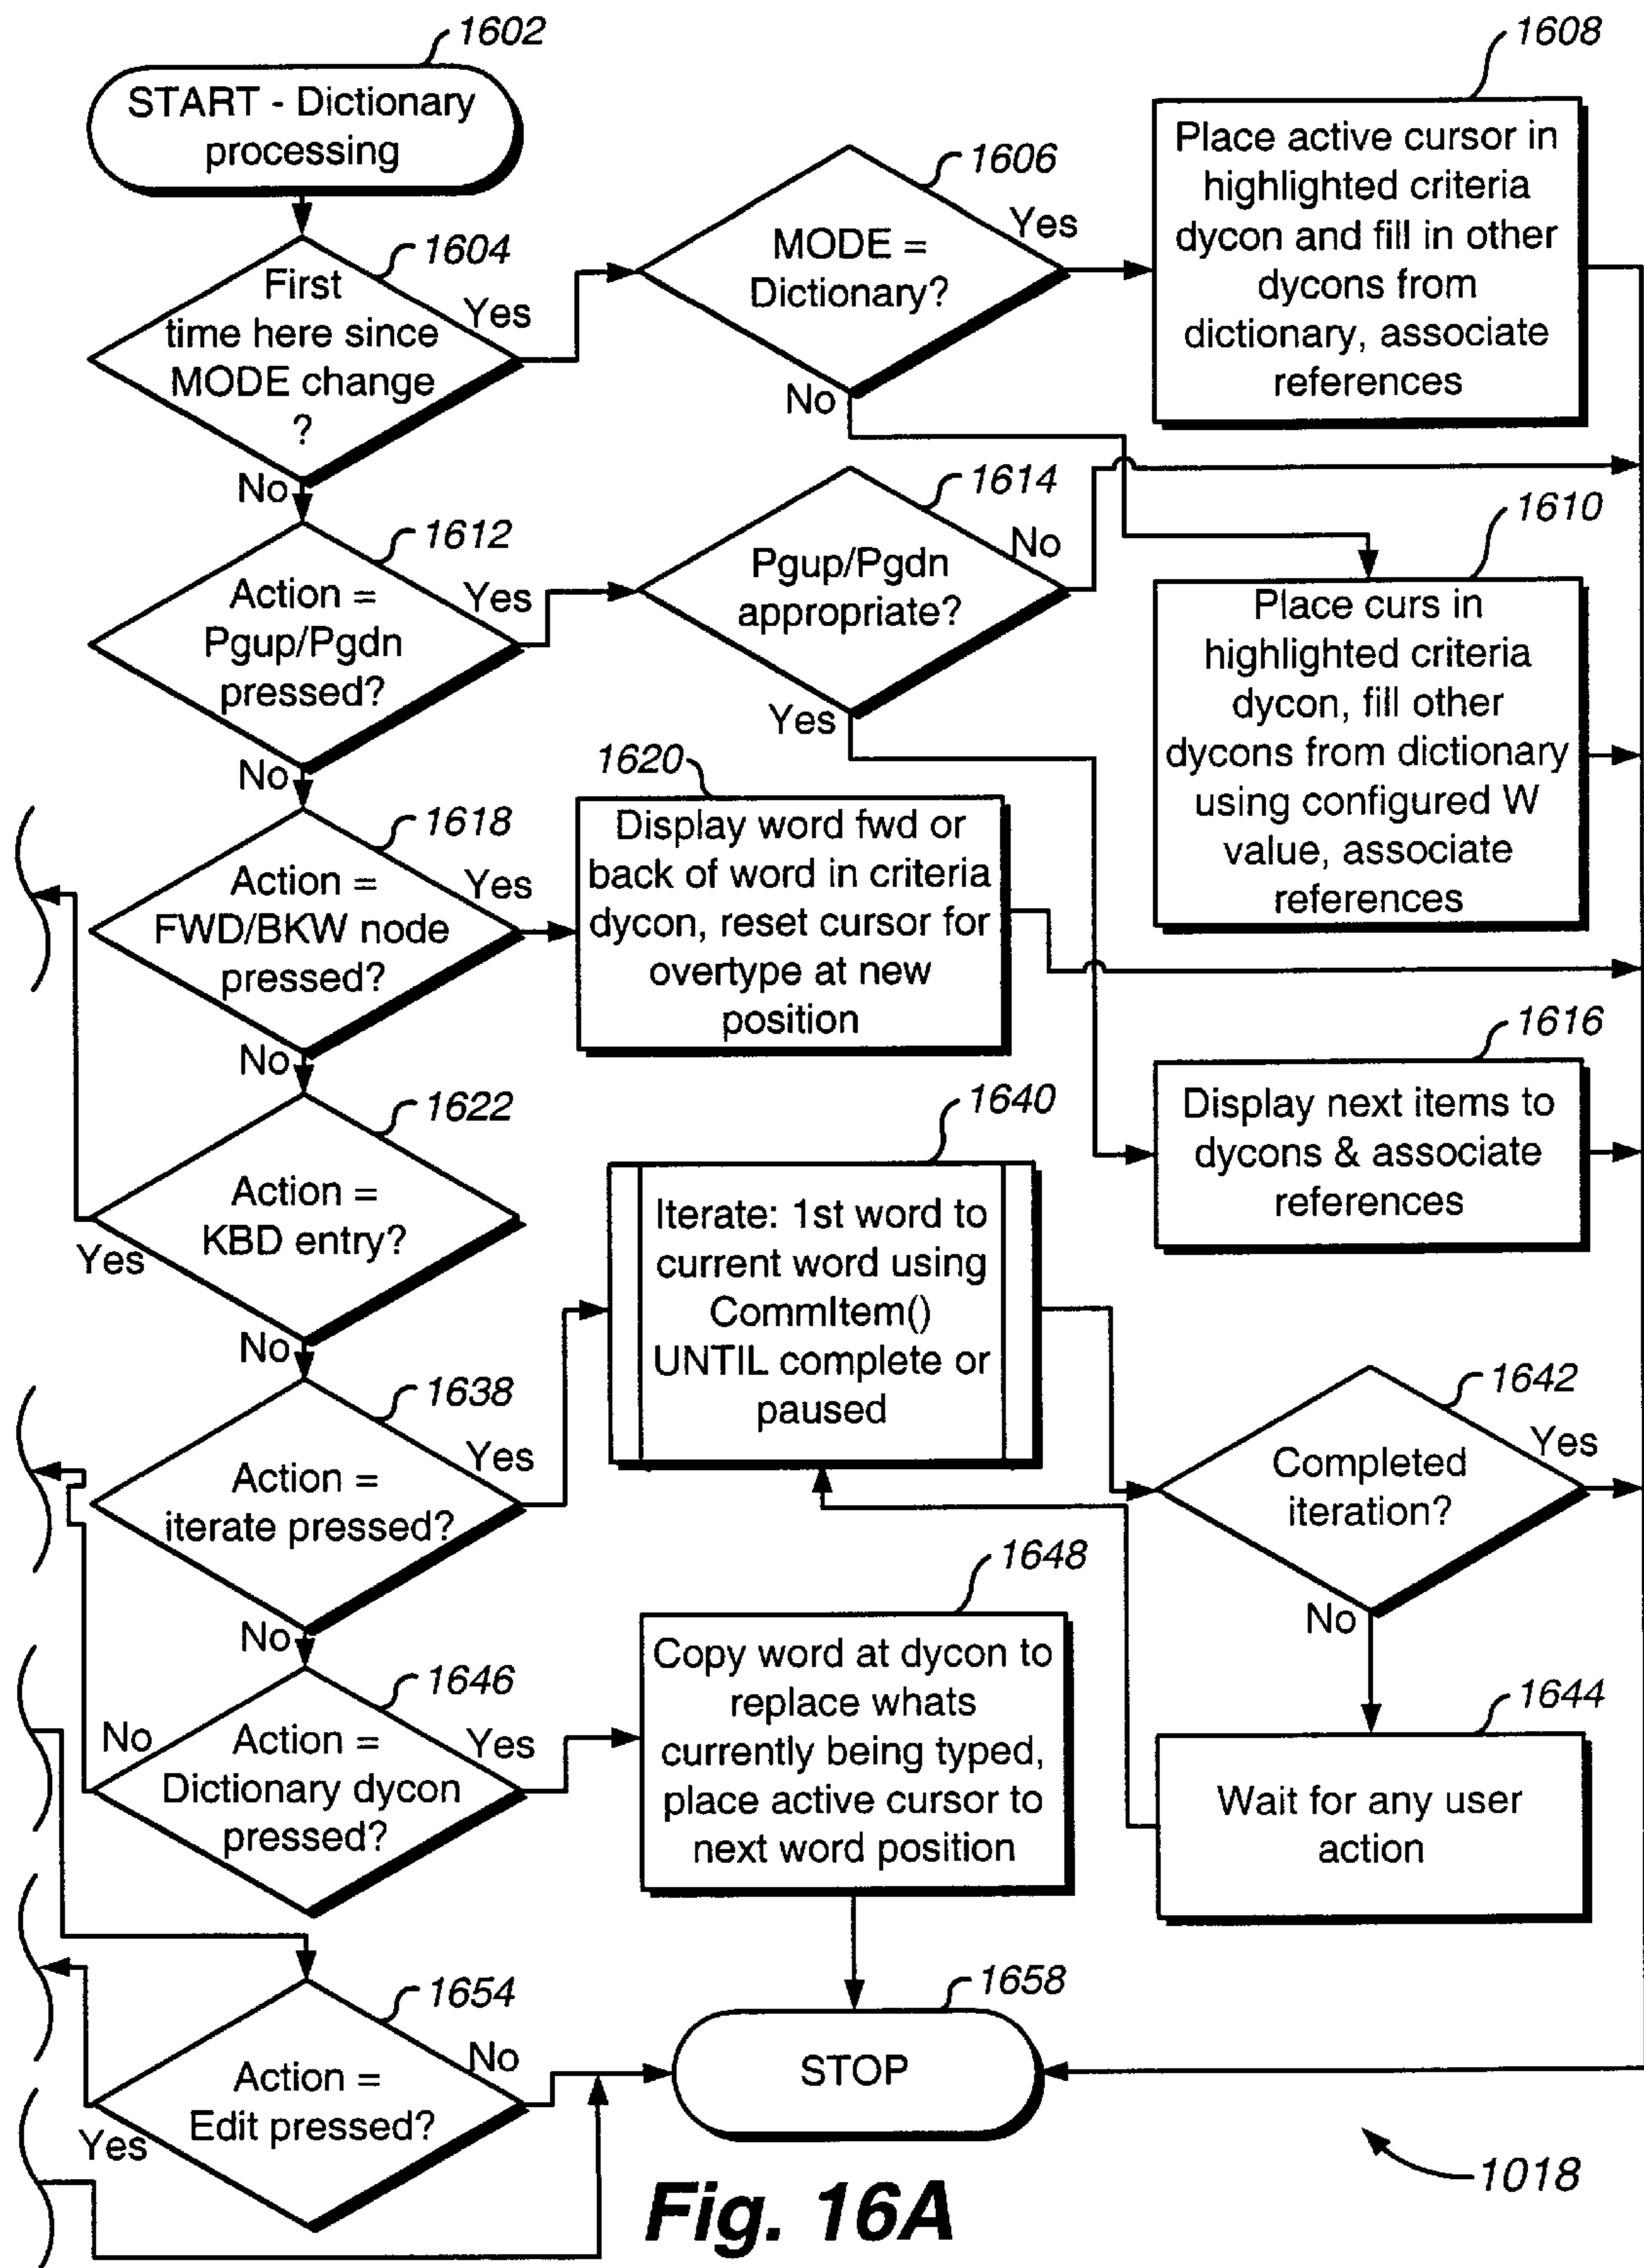 1602
START - Dictionary
processing
1604
First
time here since
MODE change
?
Yes
No
1606
MODE =
Dictionary?
Yes
No
1608
Place active cursor in
highlighted criteria
dycon and fill in other
dycons from
dictionary, associate
references
1612
Action =
Pgup/Pgdn
pressed?
Yes
No
1614
Pgup/Pgdn
appropriate?
No
Yes
1610
Place curs in
highlighted criteria
dycon, fill other
dycons from dictionary
using configured W
value, associate
references
1618
Action =
FWD/BKW node
pressed?
Yes
No
1620
Display word fwd or
back of word in criteria
dycon, reset cursor for
overtype at new
position
1616
Display next items to
dycons & associate
references
1622
Action =
KBD entry?
Yes
No
1640
Iterate: 1st word to
current word using
CommItem()
UNTIL complete or
paused
1638
Action =
iterate pressed?
Yes
No
1642
Completed
iteration?
Yes
No
1646
Action =
Dictionary dycon
pressed?
No
Yes
1648
Copy word at dycon to
replace whats
currently being typed,
place active cursor to
next word position
1644
Wait for any user
action
1654
Action =
Edit pressed?
No
Yes
1658
STOP
1018
Fig. 16A